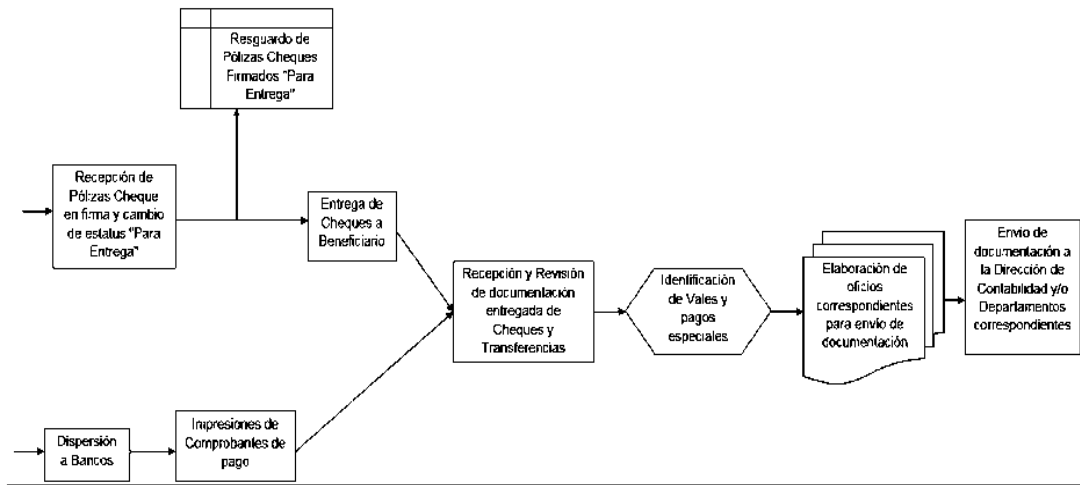 Resguardo de
Pólizas Cheques
Firmados "Para
Entrega"
Recepción de
Pólizas Cheque
en firma y cambio
de estatus "Para
Entrega"
Entrega de
Cheques a
Beneficiario
Recepción y Revisión
de documentación
entregada de
Cheques y
Transferencias
Identificación
de Vales y
pagos
especiales
Elaboración de
oficios
correspondientes
para envío de
documentación
Envío de
documentación a
la Dirección de
Contabilidad y/o
Departamentos
correspondientes
Dispersión
a Bancos
Impresiones de
Comprobantes de
pago